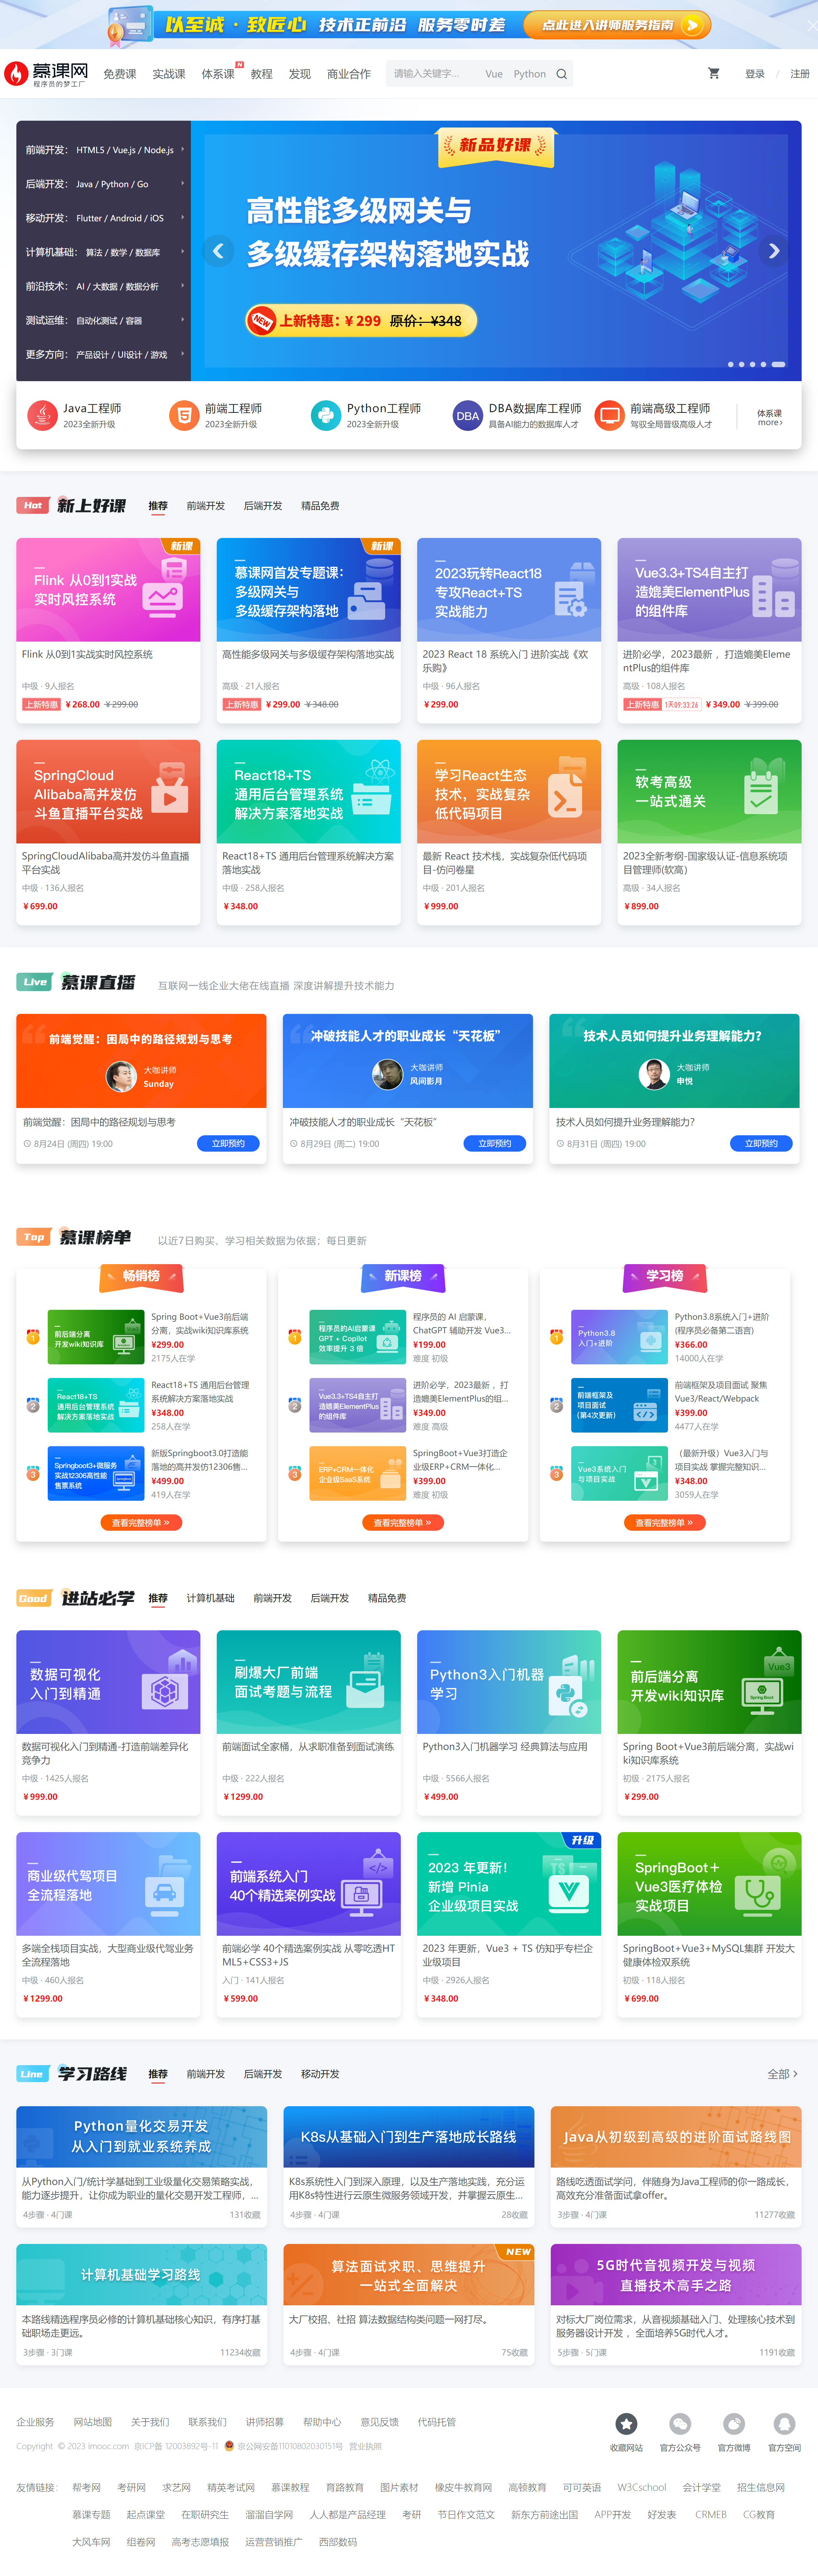 以至诚 · 致匠心 技术正前沿 服务零时差 点此进入讲师服务指南
慕课网
程序员的梦工厂
免费课 实战课 体系课 N 教程 发现 商业合作 请输入关键字... Vue Python 登录 / 注册
前端开发： HTML5 / Vue.js / Node.js
后端开发： Java / Python / Go
移动开发： Flutter / Android / iOS
计算机基础： 算法 / 数学 / 数据库
前沿技术： AI / 大数据 / 数据分析
测试运维： 自动化测试 / 容器
更多方向： 产品设计 / UI设计 / 游戏
新品好课
高性能多级网关与
多级缓存架构落地实战
NEW 上新特惠：¥ 299 原价：¥348
Java工程师 前端工程师 Python工程师 DBA DBA数据库工程师 前端高级工程师 体系课
2023全新升级 2023全新升级 2023全新升级 具备AI能力的数据库人才 驾驭全局晋级高级人才 more›
Hot 新上好课 推荐 前端开发 后端开发 精品免费
新课
Flink 从0到1实战
实时风控系统
新课
慕课网首发专题课：
多级网关与
多级缓存架构落地
2023玩转React18
专攻React+TS
实战能力
Vue3.3+TS4自主打
造媲美ElementPlus
的组件库
Flink 从0到1实战实时风控系统
中级 · 9人报名
上新特惠 ¥268.00 ¥299.00
高性能多级网关与多级缓存架构落地实战
高级 · 21人报名
上新特惠 ¥299.00 ¥348.00
2023 React 18 系统入门 进阶实战《欢
乐购》
中级 · 96人报名
¥299.00
进阶必学，2023最新 ，打造媲美Eleme
ntPlus的组件库
高级 · 108人报名
上新特惠 1天09:33:26 ¥349.00 ¥399.00
SpringCloud
Alibaba高并发仿
斗鱼直播平台实战
React18+TS
通用后台管理系统
解决方案落地实战
学习React生态
技术，实战复杂
低代码项目
软考高级
一站式通关
SpringCloudAlibaba高并发仿斗鱼直播
平台实战
中级 · 136人报名
¥699.00
React18+TS 通用后台管理系统解决方案
落地实战
中级 · 258人报名
¥348.00
最新 React 技术栈，实战复杂低代码项
目-仿问卷星
中级 · 201人报名
¥999.00
2023全新考纲-国家级认证-信息系统项
目管理师(软高)
高级 · 34人报名
¥899.00
Live 慕课直播 互联网一线企业大佬在线直播 深度讲解提升技术能力
前端觉醒：困局中的路径规划与思考
大咖讲师
Sunday
冲破技能人才的职业成长“天花板”
大咖讲师
风间影月
技术人员如何提升业务理解能力？
大咖讲师
申悦
前端觉醒：困局中的路径规划与思考
8月24日 (周四) 19:00 立即预约
冲破技能人才的职业成长“天花板”
8月29日 (周二) 19:00 立即预约
技术人员如何提升业务理解能力？
8月31日 (周四) 19:00 立即预约
Top 慕课榜单 以近7日购买、学习相关数据为依据；每日更新
畅销榜
1
前后端分离
开发wiki知识库
Spring Boot+Vue3前后端
分离，实战wiki知识库系统
¥299.00
2175人在学
2
React18+TS
通用后台管理系统
解决方案落地实战
React18+TS 通用后台管理
系统解决方案落地实战
¥348.00
258人在学
3
Springboot3+微服务
实战12306高性能
售票系统
新版Springboot3.0打造能
落地的高并发仿12306售...
¥499.00
419人在学
查看完整榜单 »
新课榜
1
程序员的AI启蒙课
GPT + Copilot
效率提升 3 倍
程序员的 AI 启蒙课，
ChatGPT 辅助开发 Vue3...
¥199.00
难度 初级
2
Vue3.3+TS4自主打
造媲美ElementPlus
的组件库
进阶必学，2023最新 ，打
造媲美ElementPlus的组...
¥349.00
难度 高级
3
ERP+CRM一体化
企业级SaaS系统
SpringBoot+Vue3打造企
业级ERP+CRM一体化...
¥399.00
难度 初级
查看完整榜单 »
学习榜
1
Python3.8
入门+进阶
Python3.8系统入门+进阶
(程序员必备第二语言)
¥366.00
14000人在学
2
前端框架及
项目面试
（第4次更新）
前端框架及项目面试 聚焦
Vue3/React/Webpack
¥399.00
4477人在学
3
Vue3系统入门
与项目实战
（最新升级）Vue3入门与
项目实战 掌握完整知识...
¥348.00
3059人在学
查看完整榜单 »
Good 进站必学 推荐 计算机基础 前端开发 后端开发 精品免费
数据可视化
入门到精通
刷爆大厂前端
面试考题与流程
Python3入门机器
学习
前后端分离
开发wiki知识库
Vue3
Spring Boot
数据可视化入门到精通-打造前端差异化
竞争力
中级 · 1425人报名
¥999.00
前端面试全家桶，从求职准备到面试演练
中级 · 222人报名
¥1299.00
Python3入门机器学习 经典算法与应用
中级 · 5566人报名
¥499.00
Spring Boot+Vue3前后端分离，实战wi
ki知识库系统
初级 · 2175人报名
¥299.00
商业级代驾项目
全流程落地
前端系统入门
40个精选案例实战
升级
2023 年更新！
新增 Pinia
企业级项目实战
TS
SpringBoot＋
Vue3医疗体检
实战项目
多端全栈项目实战，大型商业级代驾业务
全流程落地
中级 · 460人报名
¥1299.00
前端必学 40个精选案例实战 从零吃透HT
ML5+CSS3+JS
入门 · 141人报名
¥599.00
2023 年更新，Vue3 + TS 仿知乎专栏企
业级项目
中级 · 2926人报名
¥348.00
SpringBoot+Vue3+MySQL集群 开发大
健康体检双系统
初级 · 118人报名
¥699.00
Line 学习路线 推荐 前端开发 后端开发 移动开发 全部 ›
Python量化交易开发
从入门到就业系统养成
K8s从基础入门到生产落地成长路线
Java从初级到高级的进阶面试路线图
从Python入门/统计学基础到工业级量化交易策略实战，
能力逐步提升，让你成为职业的量化交易开发工程师，...
4步骤 · 4门课 131收藏
K8s系统性入门到深入原理，以及生产落地实践，充分运
用K8s特性进行云原生微服务领域开发，并掌握云原生...
4步骤 · 4门课 28收藏
路线吃透面试学问，伴随身为Java工程师的你一路成长，
高效充分准备面试拿offer。
3步骤 · 4门课 11277收藏
计算机基础学习路线
NEW
算法面试求职、思维提升
一站式全面解决
5G时代音视频开发与视频
直播技术高手之路
本路线精选程序员必修的计算机基础核心知识，有序打基
础职场走更远。
3步骤 · 3门课 11234收藏
大厂校招、社招 算法数据结构类问题一网打尽。
4步骤 · 4门课 75收藏
对标大厂岗位需求，从音视频基础入门、处理核心技术到
服务器设计开发 ，全面培养5G时代人才。
5步骤 · 5门课 1191收藏
企业服务 网站地图 关于我们 联系我们 讲师招募 帮助中心 意见反馈 代码托管
Copyright © 2023 imooc.com 京ICP备 12003892号-11 京公网安备11010802030151号 营业执照
收藏网站 官方公众号 官方微博 官方空间
友情链接： 帮考网 考研网 求艺网 精英考试网 慕课教程 育路教育 图片素材 橡皮牛教育网 高顿教育 可可英语 W3Cschool 会计学堂 招生信息网
慕课专题 起点课堂 在职研究生 溜溜自学网 人人都是产品经理 考研 节日作文范文 新东方前途出国 APP开发 好发表 CRMEB CG教育
大风车网 组卷网 高考志愿填报 运营营销推广 西部数码